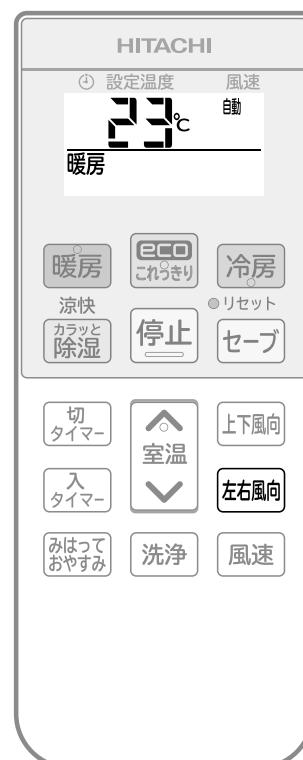 HITACHI
設定温度 風速
23℃ 自動
暖房
暖房
eco
これっきり
冷房
涼快
カラッと
除湿
停止
リセット
セーブ
切
タイマー
室温
上下風向
入
タイマー
左右風向
みはって
おやすみ
洗浄
風速